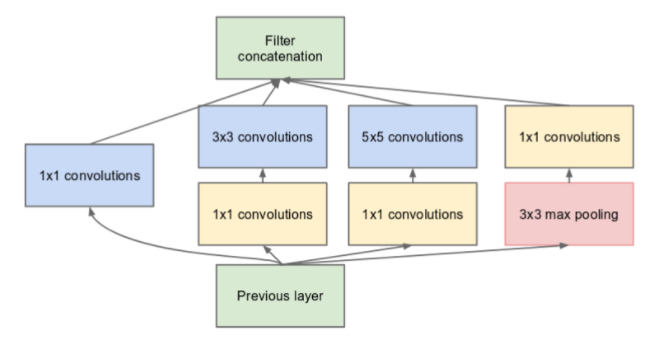 Filter
concatenation
3x3 convolutions
5x5 convolutions
1x1 convolutions
1x1 convolutions
1x1 convolutions
1x1 convolutions
3x3 max pooling
Previous layer